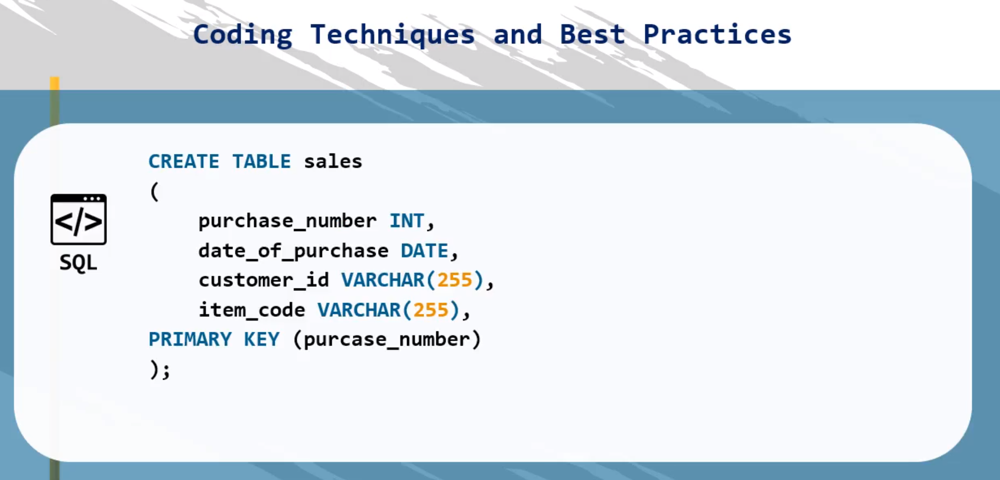 Coding Techniques and Best Practices
CREATE TABLE sales
(
purchase_number INT,
date_of_purchase DATE,
customer_id VARCHAR(255),
item_code VARCHAR(255),
PRIMARY KEY (purcase_number)
);
</>
SQL